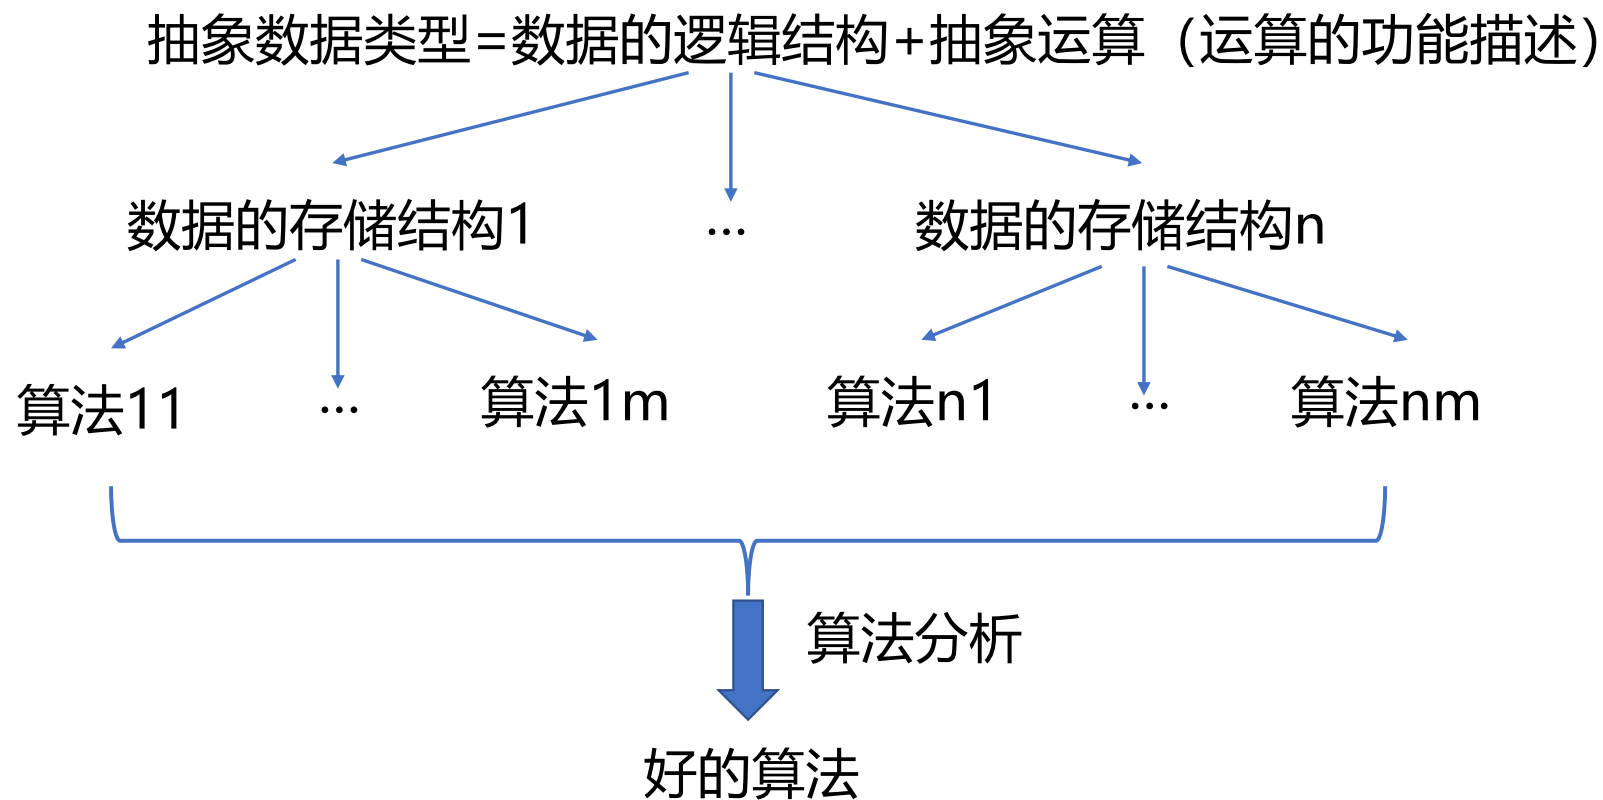 抽象数据类型=数据的逻辑结构+抽象运算（运算的功能描述）
数据的存储结构1 ... 数据的存储结构n
算法11 ... 算法1m 算法n1 ... 算法nm
算法分析
好的算法